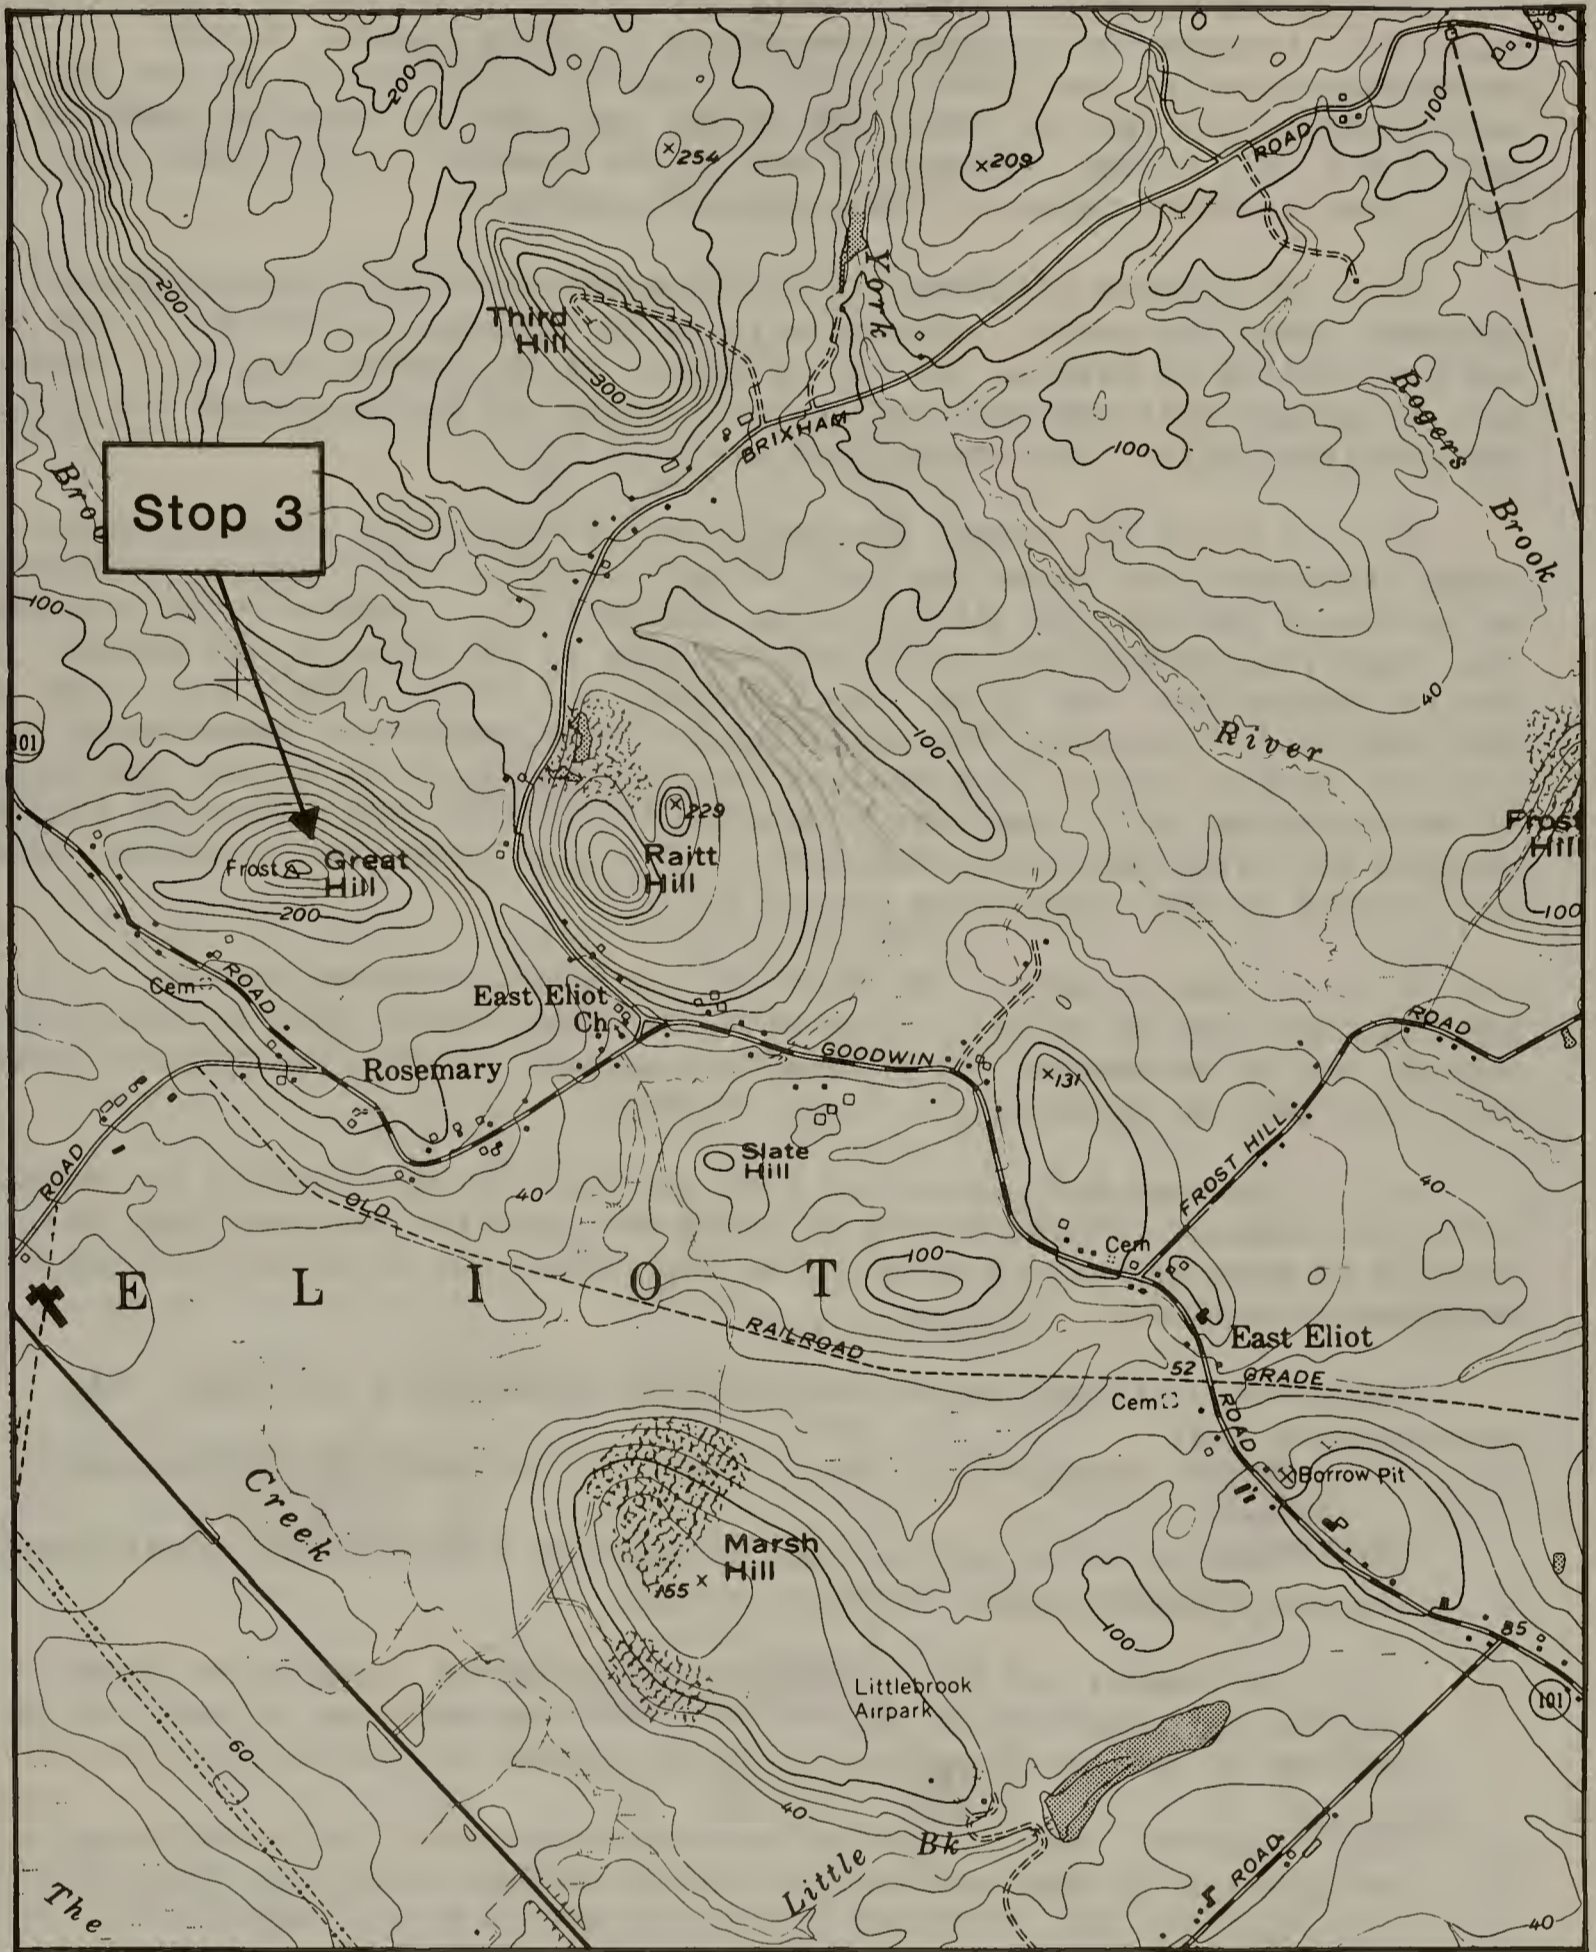 200
254
209
ROAD
100
York
200
Third
Hill
300
BRIXHAM
100
Rogers
Brook
Stop 3
100
101
40
River
100
229
Raitt
Hill
Frost
Great
Hill
200
Frost
Hill
100
Cem
ROAD
East Eliot
Ch
Rosemary
GOODWIN
ROAD
131
Slate
Hill
FROST HILL
ROAD
OLD
40
40
Cem
100
ELIOT
RAILROAD
East Eliot
52
GRADE
Cem
ROAD
Borrow Pit
Creek
Marsh
Hill
155
100
85
101
Littlebrook
Airpark
60
40
Little Bk
ROAD
The
40